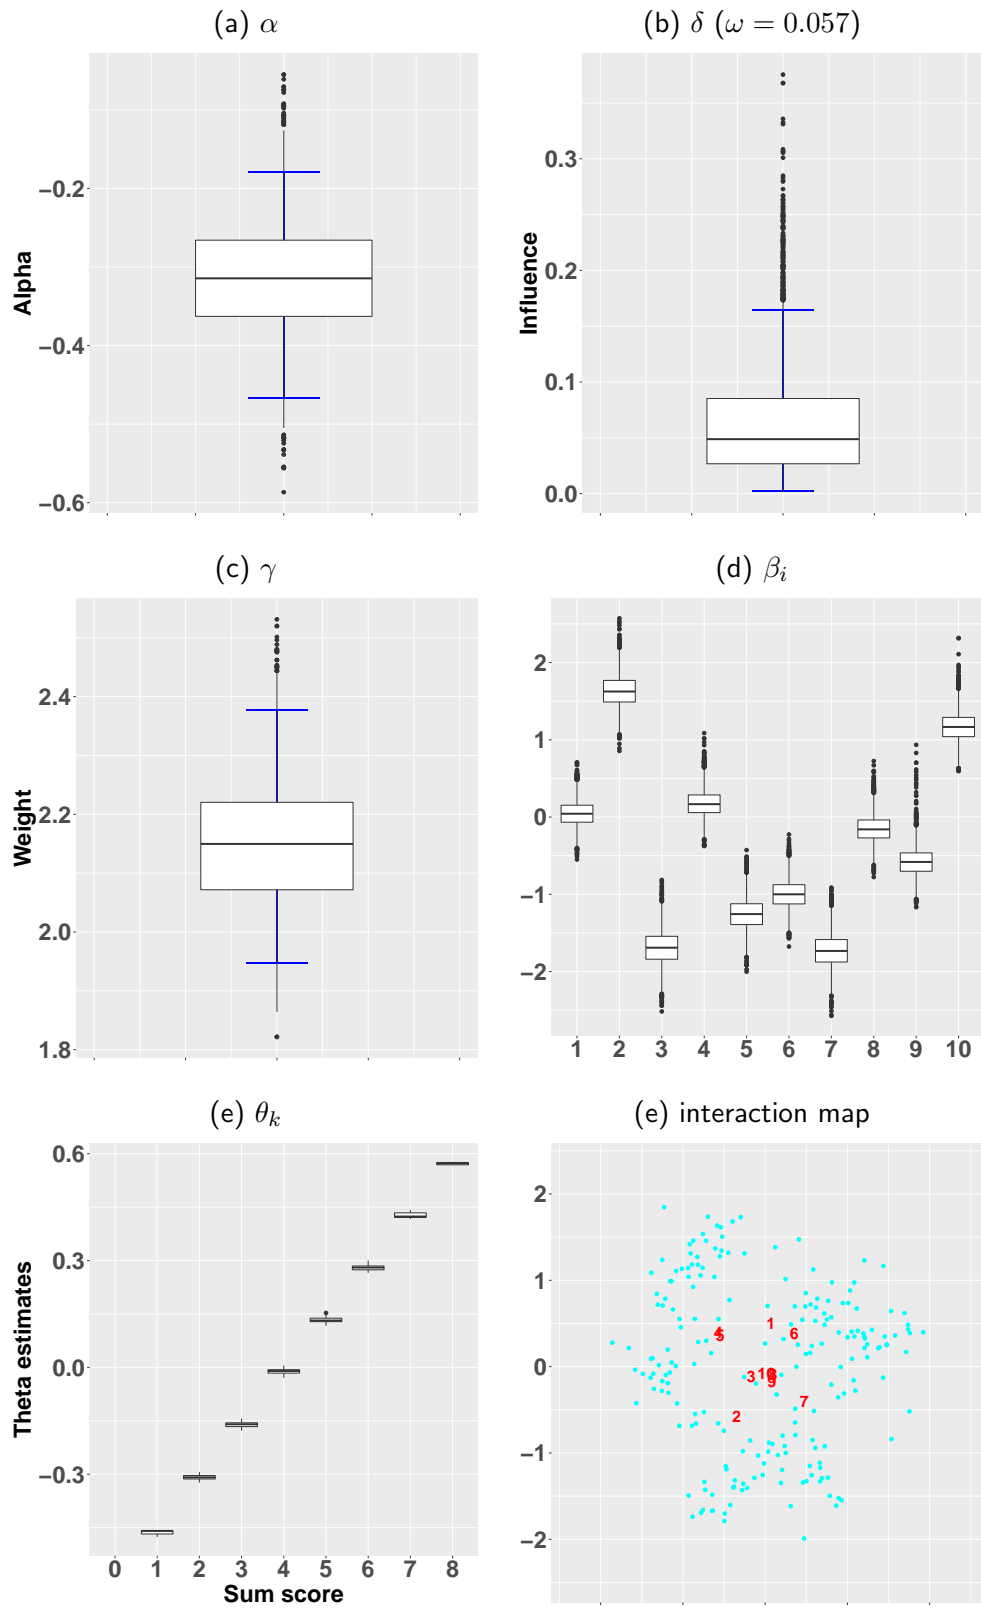 (a) α
(b) δ (ω = 0.057)
Alpha
−0.2
−0.4
−0.6
Influence
0.3
0.2
0.1
0.0
(c) γ
(d) βi
Weight
2.4
2.2
2.0
1.8
2
1
0
−1
−2
1 2 3 4 5 6 7 8 9 10
(e) θk
(e) interaction map
Theta estimates
0.6
0.3
0.0
−0.3
0 1 2 3 4 5 6 7 8
Sum score
2
1
0
−1
−2
1
4
5
6
3
10
7
2